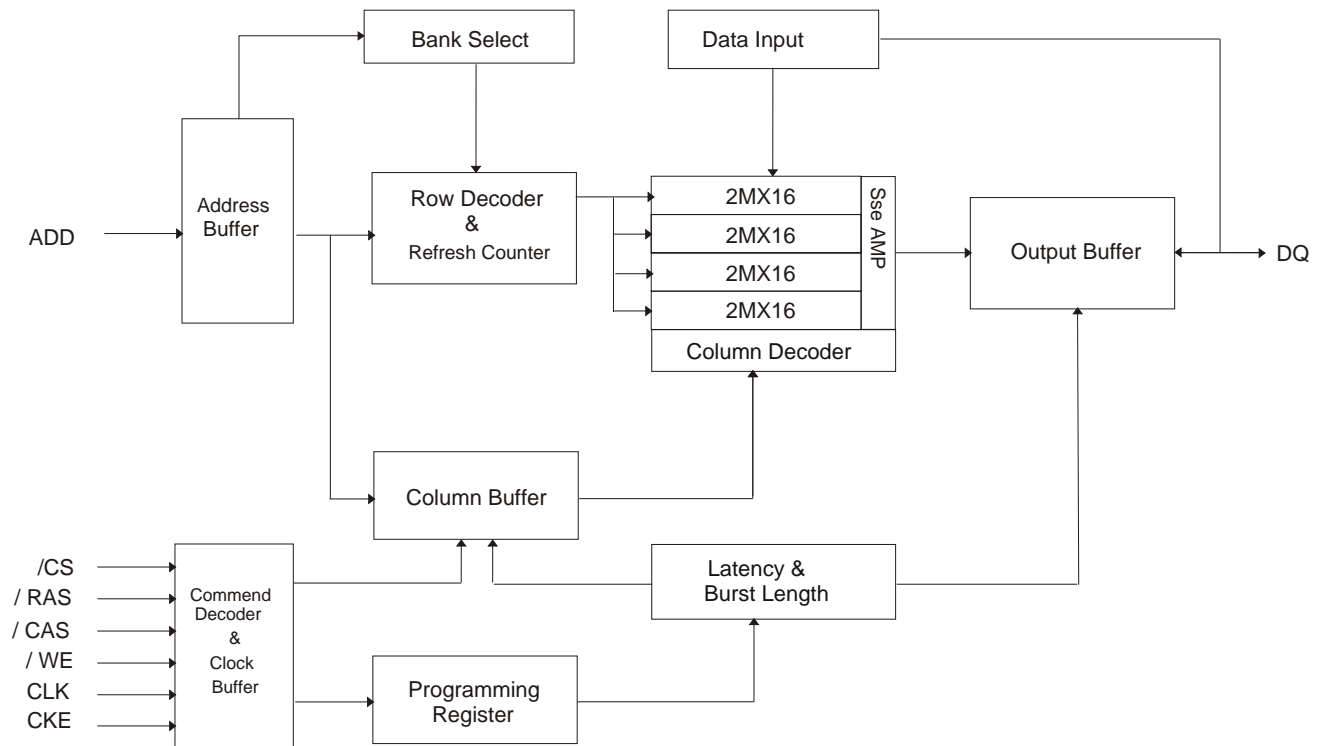 Bank Select
Data Input
Address
Buffer
Row Decoder
&
Refresh Counter
2MX16
2MX16
2MX16
2MX16
Sse AMP
Column Decoder
Output Buffer
ADD
DQ
Column Buffer
/CS
/ RAS
/ CAS
/ WE
CLK
CKE
Commend
Decoder
&
Clock
Buffer
Latency &
Burst Length
Programming
Register